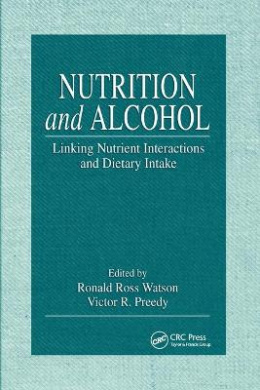 NUTRITION
and ALCOHOL
Linking Nutrient Interactions
and Dietary Intake
Edited by
Ronald Ross Watson
Victor R. Preedy
CRC Press
Taylor & Francis Group